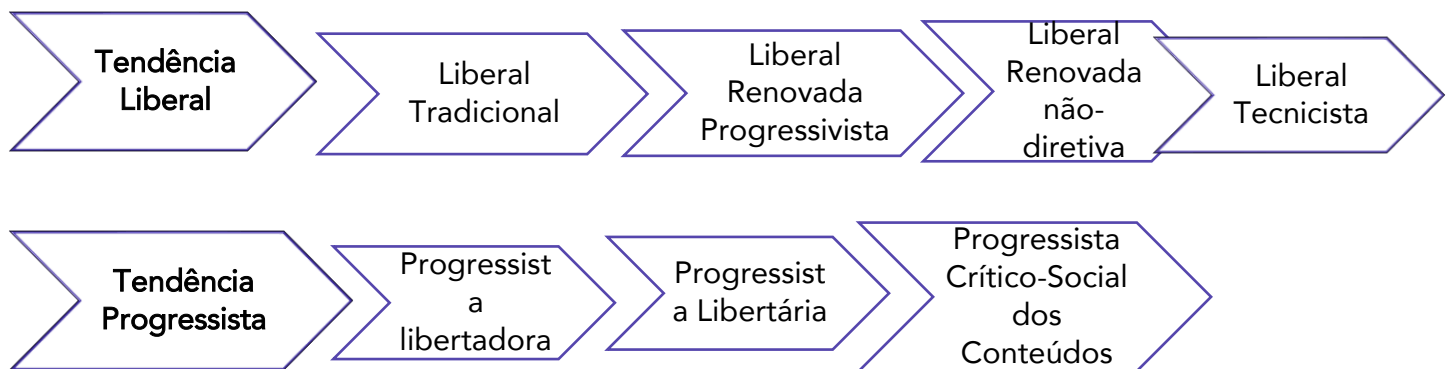 Tendência
Liberal
Liberal
Tradicional
Liberal
Renovada
Progressivista
Liberal
Renovada
não-
diretiva
Liberal
Tecnicista
Tendência
Progressista
Progressist
a
libertadora
Progressist
a Libertária
Progressista
Crítico-Social
dos
Conteúdos